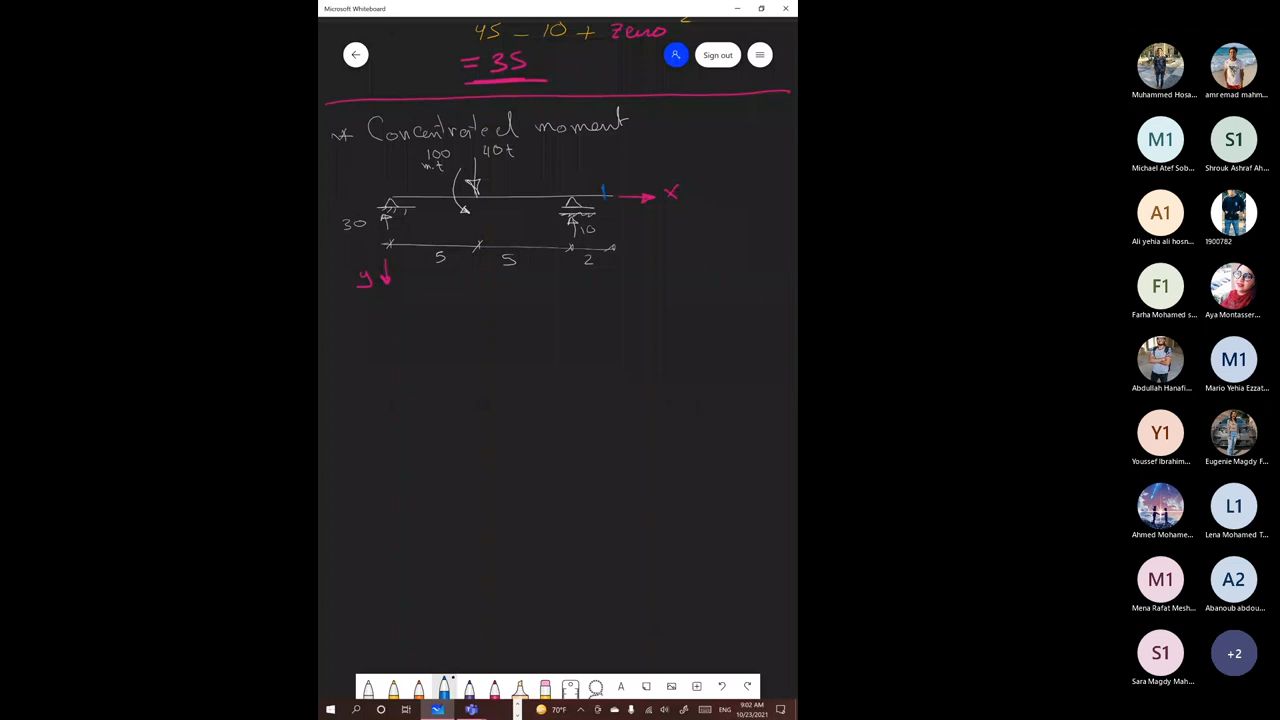 Microsoft Whiteboard
45 - 10 + Zero 2
Sign out
= 35
* Concentrated moment
100 m.t 40t
X
30
10
5 5 2
y
Muhammed Hosa...
amr emad mahm...
M1
S1
Michael Atef Sob...
Shrouk Ashraf Ah...
A1
Ali yehia ali hosn...
1900782
F1
Farha Mohamed s...
Aya Montasser...
M1
Abdullah Hanafi...
Mario Yehia Ezzat...
Y1
Youssef Ibrahim...
Eugenie Magdy F...
L1
Ahmed Mohame...
Lena Mohamed T...
M1
A2
Mena Rafat Mesh...
Abanoub abdou...
S1
+2
Sara Magdy Mah...
A
70°F
ENG
9:02 AM
10/23/2021